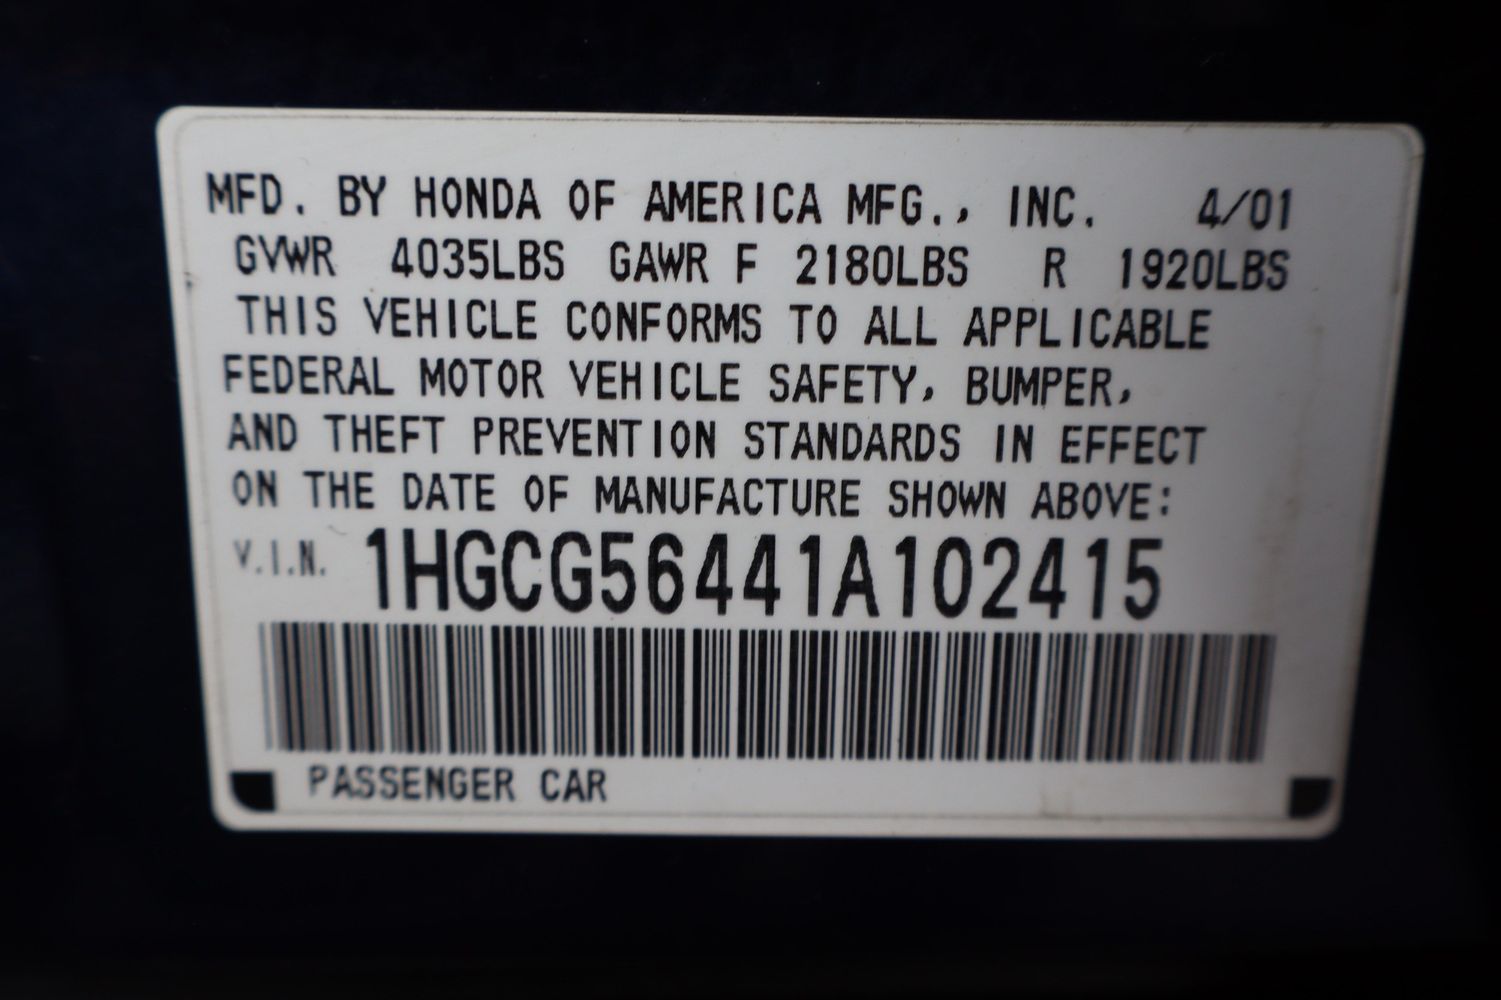 MFD. BY HONDA OF AMERICA MFG., INC. 4/01
GVWR 4035LBS GAWR F 2180LBS R 1920LBS
THIS VEHICLE CONFORMS TO ALL APPLICABLE
FEDERAL MOTOR VEHICLE SAFETY, BUMPER,
AND THEFT PREVENTION STANDARDS IN EFFECT
ON THE DATE OF MANUFACTURE SHOWN ABOVE:
V.I.N. 1HGCG56441A102415
PASSENGER CAR